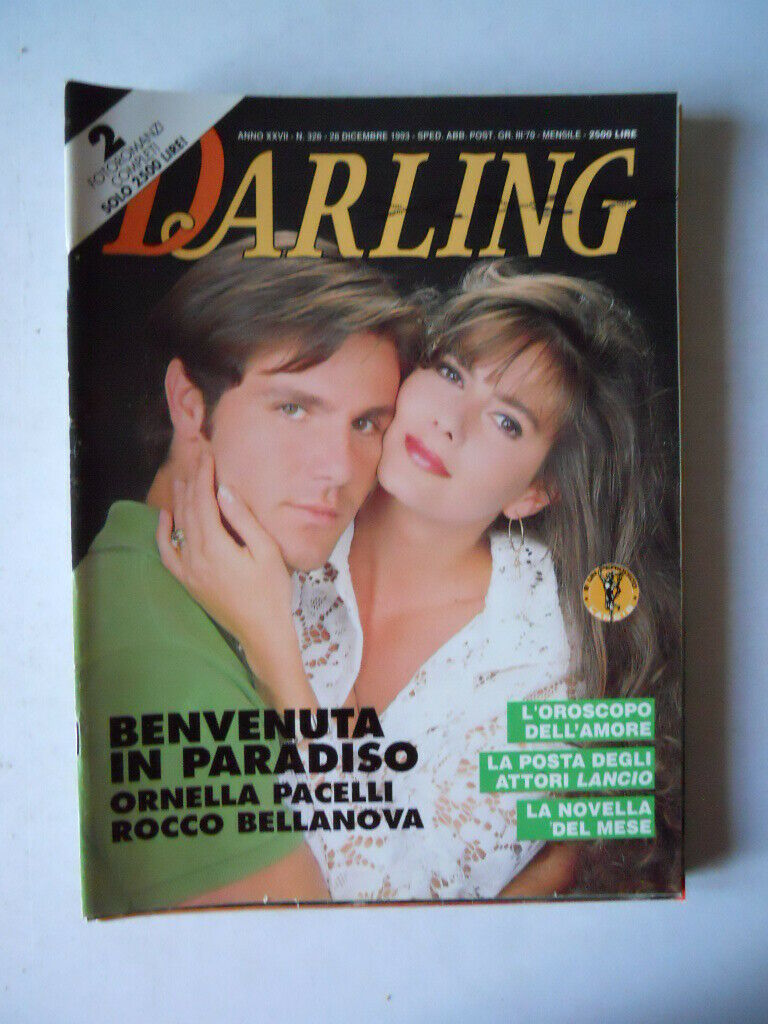 2
FOTOROMANZI
COMPLETI
SOLO 2500 LIRE!
ANNO XXVII - N. 326 - 28 DICEMBRE 1993 - SPED. ABB. POST. GR. III°/70 - MENSILE - 2500 LIRE
DARLING
BENVENUTA
IN PARADISO
ORNELLA PACELLI
ROCCO BELLANOVA
L'OROSCOPO
DELL'AMORE
LA POSTA DEGLI
ATTORI LANCIO
LA NOVELLA
DEL MESE